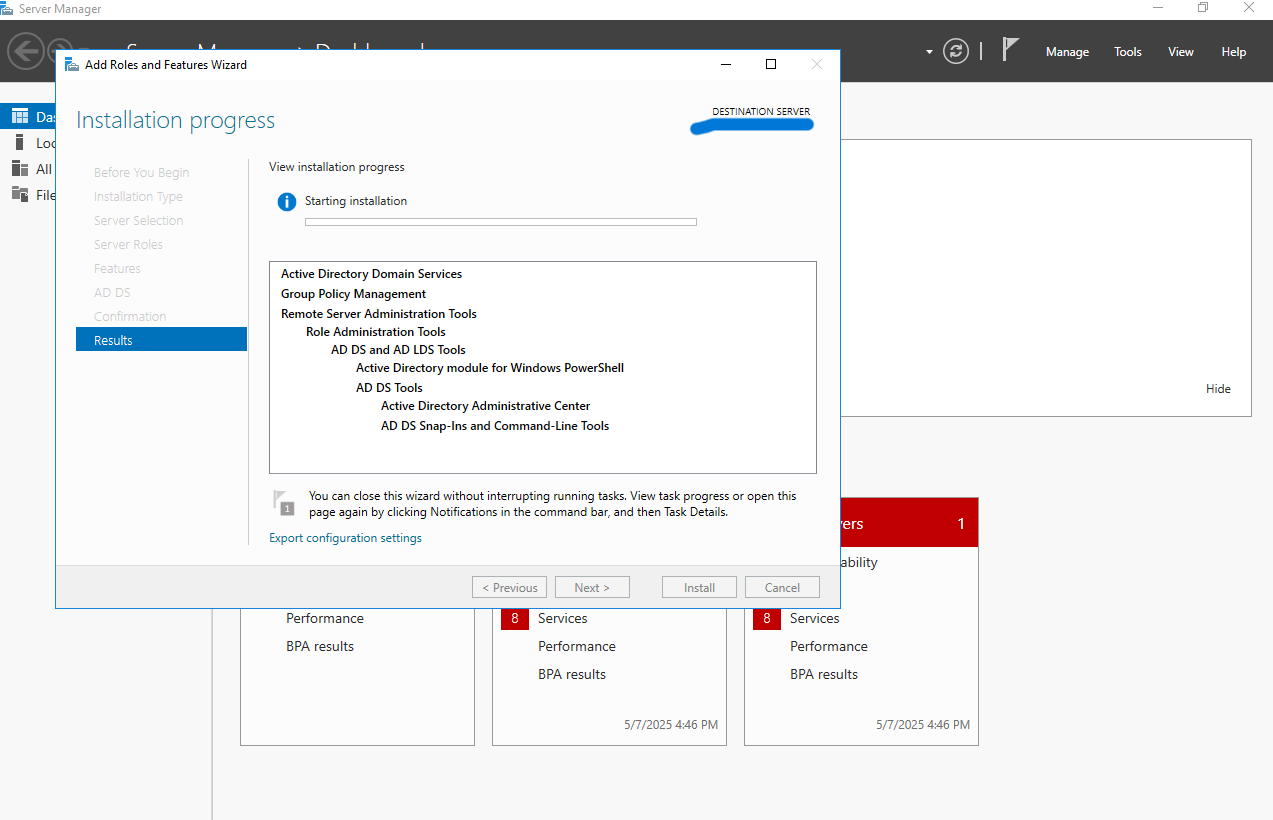 Server Manager
Manage
Tools
View
Help
Add Roles and Features Wizard
Installation progress
DESTINATION SERVER
Before You Begin
Installation Type
Server Selection
Server Roles
Features
AD DS
Confirmation
Results
View installation progress
Starting installation
Active Directory Domain Services
Group Policy Management
Remote Server Administration Tools
Role Administration Tools
AD DS and AD LDS Tools
Active Directory module for Windows PowerShell
AD DS Tools
Active Directory Administrative Center
AD DS Snap-Ins and Command-Line Tools
1
You can close this wizard without interrupting running tasks. View task progress or open this
page again by clicking Notifications in the command bar, and then Task Details.
Export configuration settings
< Previous
Next >
Install
Cancel
All
Hide
1
Performance
BPA results
8 Services
Performance
BPA results
5/7/2025 4:46 PM
8 Services
Performance
BPA results
5/7/2025 4:46 PM